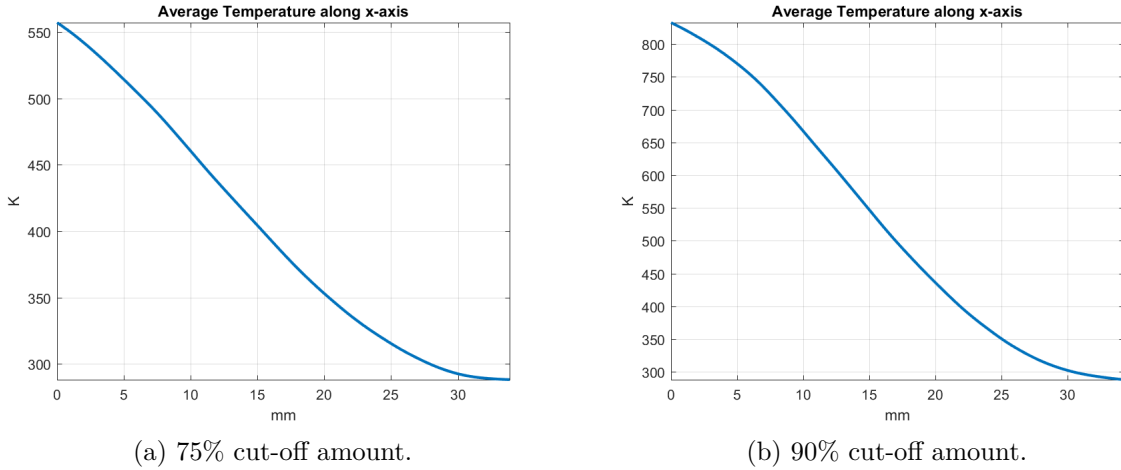 Average Temperature along x-axis
550
500
450
400
350
300
K
0 5 10 15 20 25 30
mm
(a) 75% cut-off amount.
Average Temperature along x-axis
800
750
700
650
600
550
500
450
400
350
300
K
0 5 10 15 20 25 30
mm
(b) 90% cut-off amount.